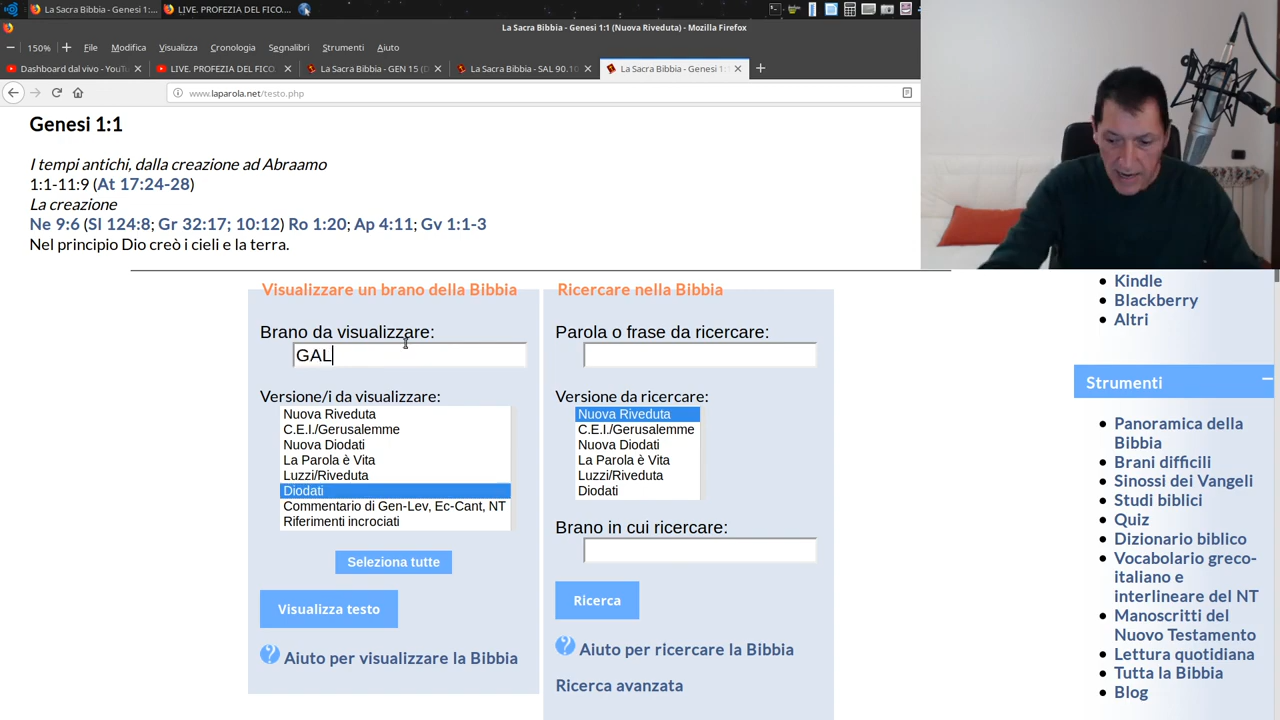 La Sacra Bibbia - Genesi 1:...
LIVE. PROFEZIA DEL FICO....
La Sacra Bibbia - Genesi 1:1 (Nuova Riveduta) - Mozilla Firefox
150%
File Modifica Visualizza Cronologia Segnalibri Strumenti Aiuto
Dashboard dal vivo - YouTu
LIVE. PROFEZIA DEL FICO.
La Sacra Bibbia - GEN 15 (D
La Sacra Bibbia - SAL 90.10
La Sacra Bibbia - Genesi 1:
www.laparola.net/testo.php
Genesi 1:1
I tempi antichi, dalla creazione ad Abraamo
1:1-11:9 (At 17:24-28)
La creazione
Ne 9:6 (Sl 124:8; Gr 32:17; 10:12) Ro 1:20; Ap 4:11; Gv 1:1-3
Nel principio Dio creò i cieli e la terra.
Visualizzare un brano della Bibbia
Brano da visualizzare:
GAL
Versione/i da visualizzare:
Nuova Riveduta
C.E.I./Gerusalemme
Nuova Diodati
La Parola è Vita
Luzzi/Riveduta
Diodati
Commentario di Gen-Lev, Ec-Cant, NT
Riferimenti incrociati
Seleziona tutte
Visualizza testo
? Aiuto per visualizzare la Bibbia
Ricercare nella Bibbia
Parola o frase da ricercare:
Versione da ricercare:
Nuova Riveduta
C.E.I./Gerusalemme
Nuova Diodati
La Parola è Vita
Luzzi/Riveduta
Diodati
Brano in cui ricercare:
Ricerca
? Aiuto per ricercare la Bibbia
Ricerca avanzata
Kindle
Blackberry
Altri
Strumenti
Panoramica della
Bibbia
Brani difficili
Sinossi dei Vangeli
Studi biblici
Quiz
Dizionario biblico
Vocabolario greco-
italiano e
interlineare del NT
Manoscritti del
Nuovo Testamento
Lettura quotidiana
Tutta la Bibbia
Blog